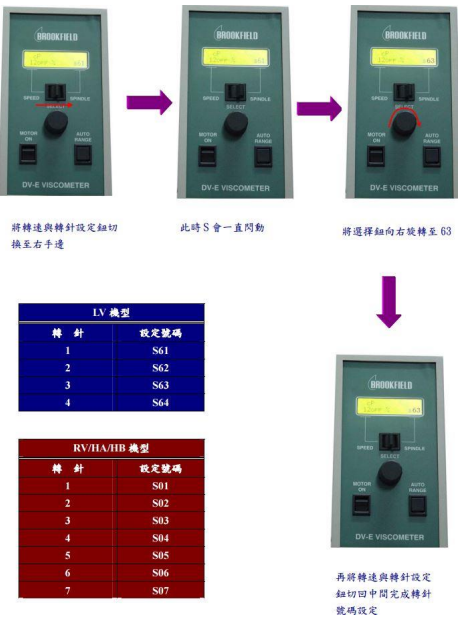 BROOKFIELD
SPEED
SPINDLE
SELECT
MOTOR ON
AUTO RANGE
DV-E VISCOMETER
BROOKFIELD
SPEED
SPINDLE
SELECT
MOTOR ON
AUTO RANGE
DV-E VISCOMETER
BROOKFIELD
63
SPEED
SPINDLE
SELECT
MOTOR ON
AUTO RANGE
DV-E VISCOMETER
將轉速與轉針設定鈕切
換至右手邊
此時 S 會一直閃動
將選擇鈕向右旋轉至 63
LV 機型
轉 針 設定號碼
1 S61
2 S62
3 S63
4 S64
RV/HA/HB 機型
轉 針 設定號碼
1 S01
2 S02
3 S03
4 S04
5 S05
6 S06
7 S07
BROOKFIELD
63
SPEED
SPINDLE
SELECT
MOTOR ON
AUTO RANGE
DV-E VISCOMETER
再將轉速與轉針設定
鈕切回中間完成轉針
號碼設定